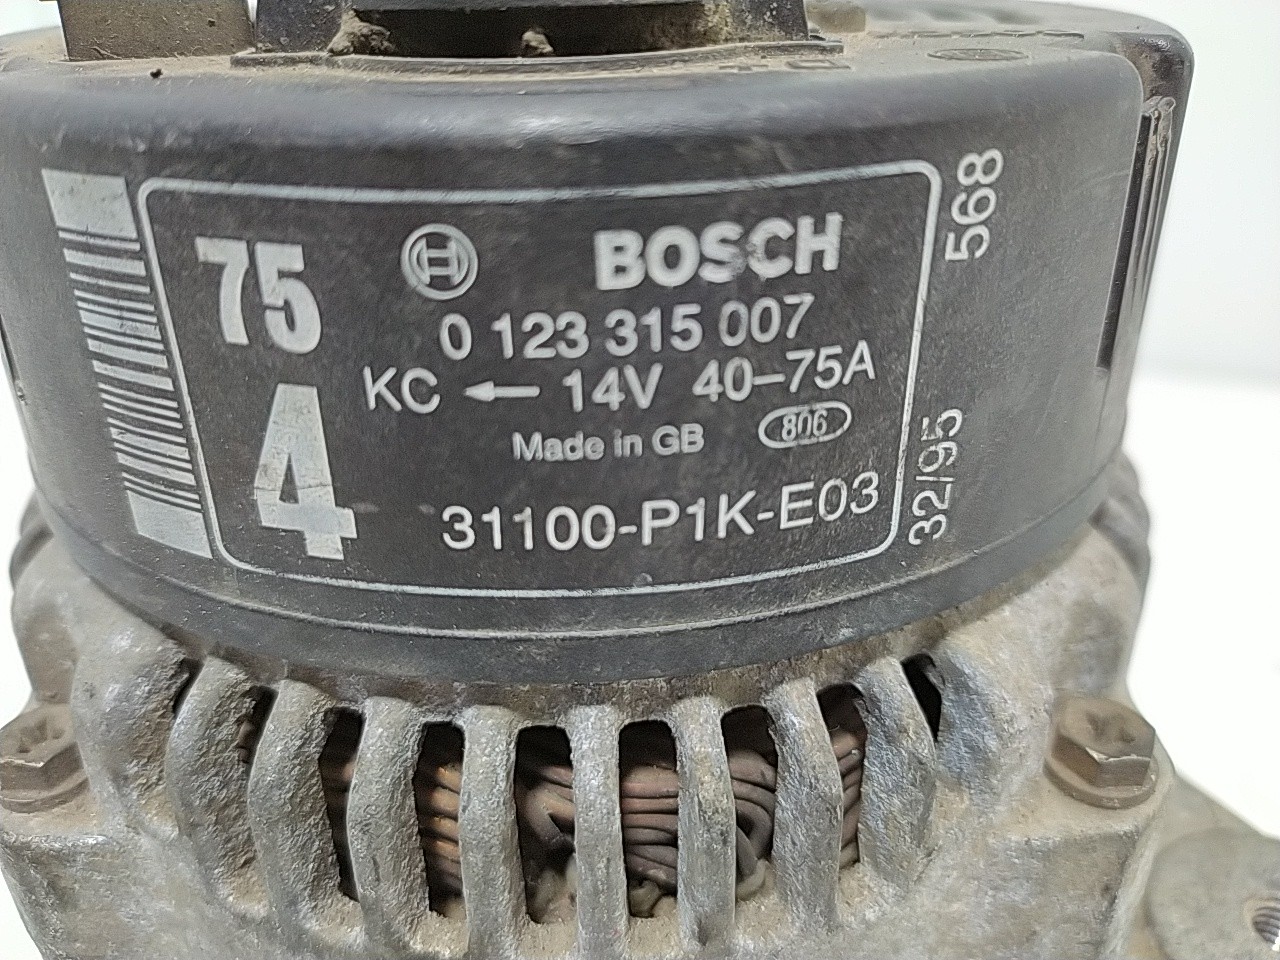 75
4
BOSCH
0 123 315 007
KC ← 14V 40–75A
Made in GB 806
31100-P1K-E03
568
32/95